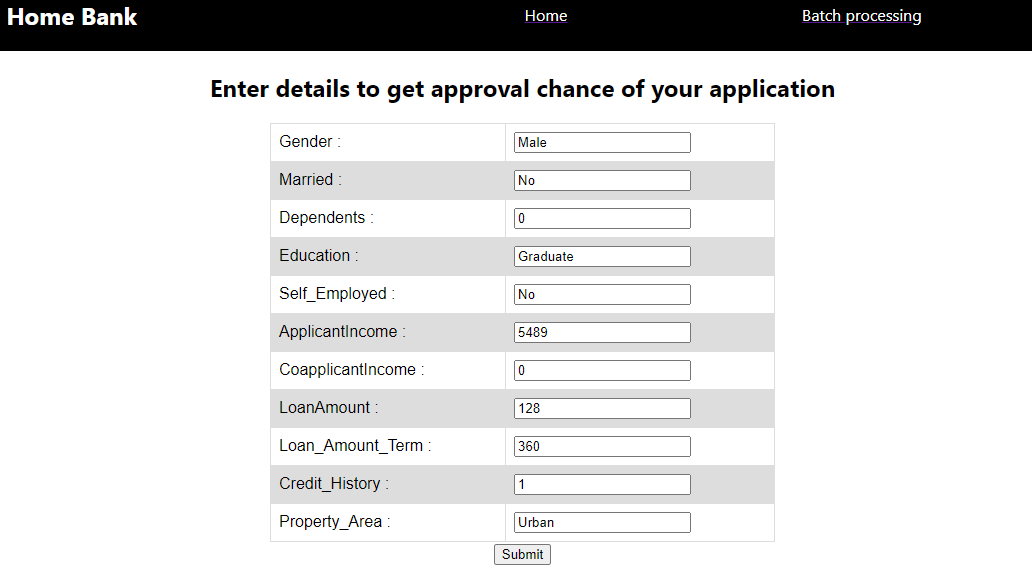 Home Bank Home Batch processing
Enter details to get approval chance of your application
Gender : Male
Married : No
Dependents : 0
Education : Graduate
Self_Employed : No
ApplicantIncome : 5489
CoapplicantIncome : 0
LoanAmount : 128
Loan_Amount_Term : 360
Credit_History : 1
Property_Area : Urban
Submit